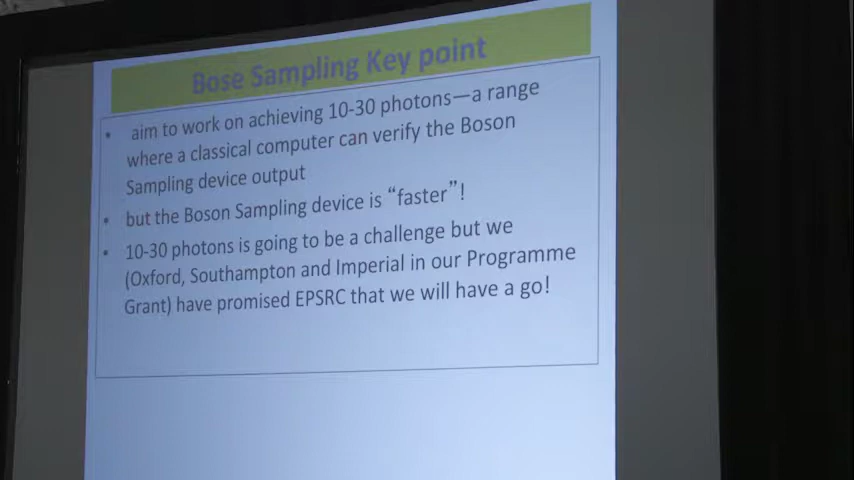 Bose Sampling Key point
• aim to work on achieving 10-30 photons—a range
where a classical computer can verify the Boson
Sampling device output
• but the Boson Sampling device is “faster”!
• 10-30 photons is going to be a challenge but we
(Oxford, Southampton and Imperial in our Programme
Grant) have promised EPSRC that we will have a go!